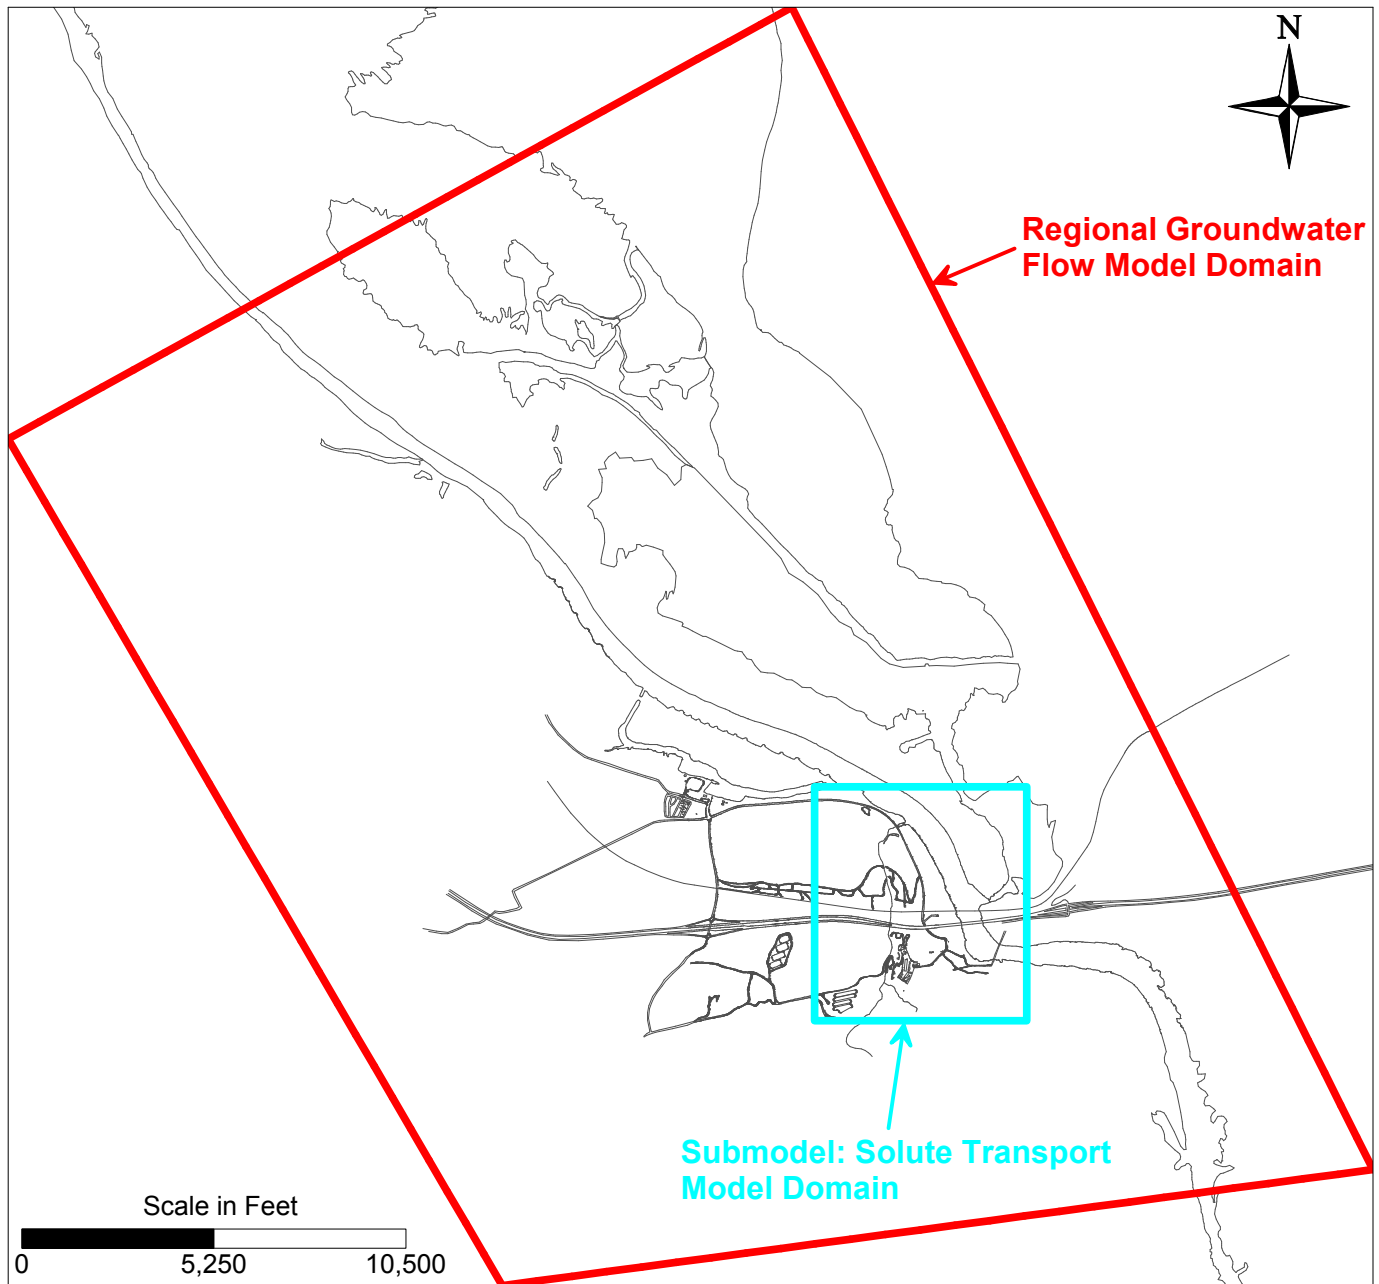 N
Regional Groundwater
Flow Model Domain
Submodel: Solute Transport
Model Domain
Scale in Feet
0 5,250 10,500